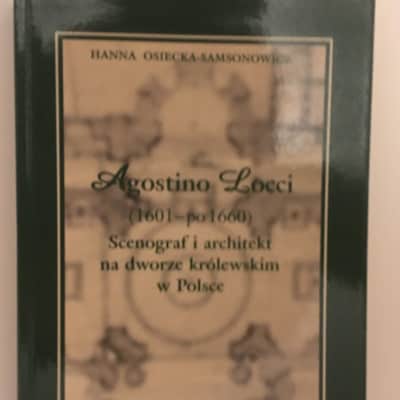 HANNA OSIECKA-SAMSONOWICZ
Agostino Locci
(1601–po 1660)
Scenograf i architekt
na dworze królewskim
w Polsce